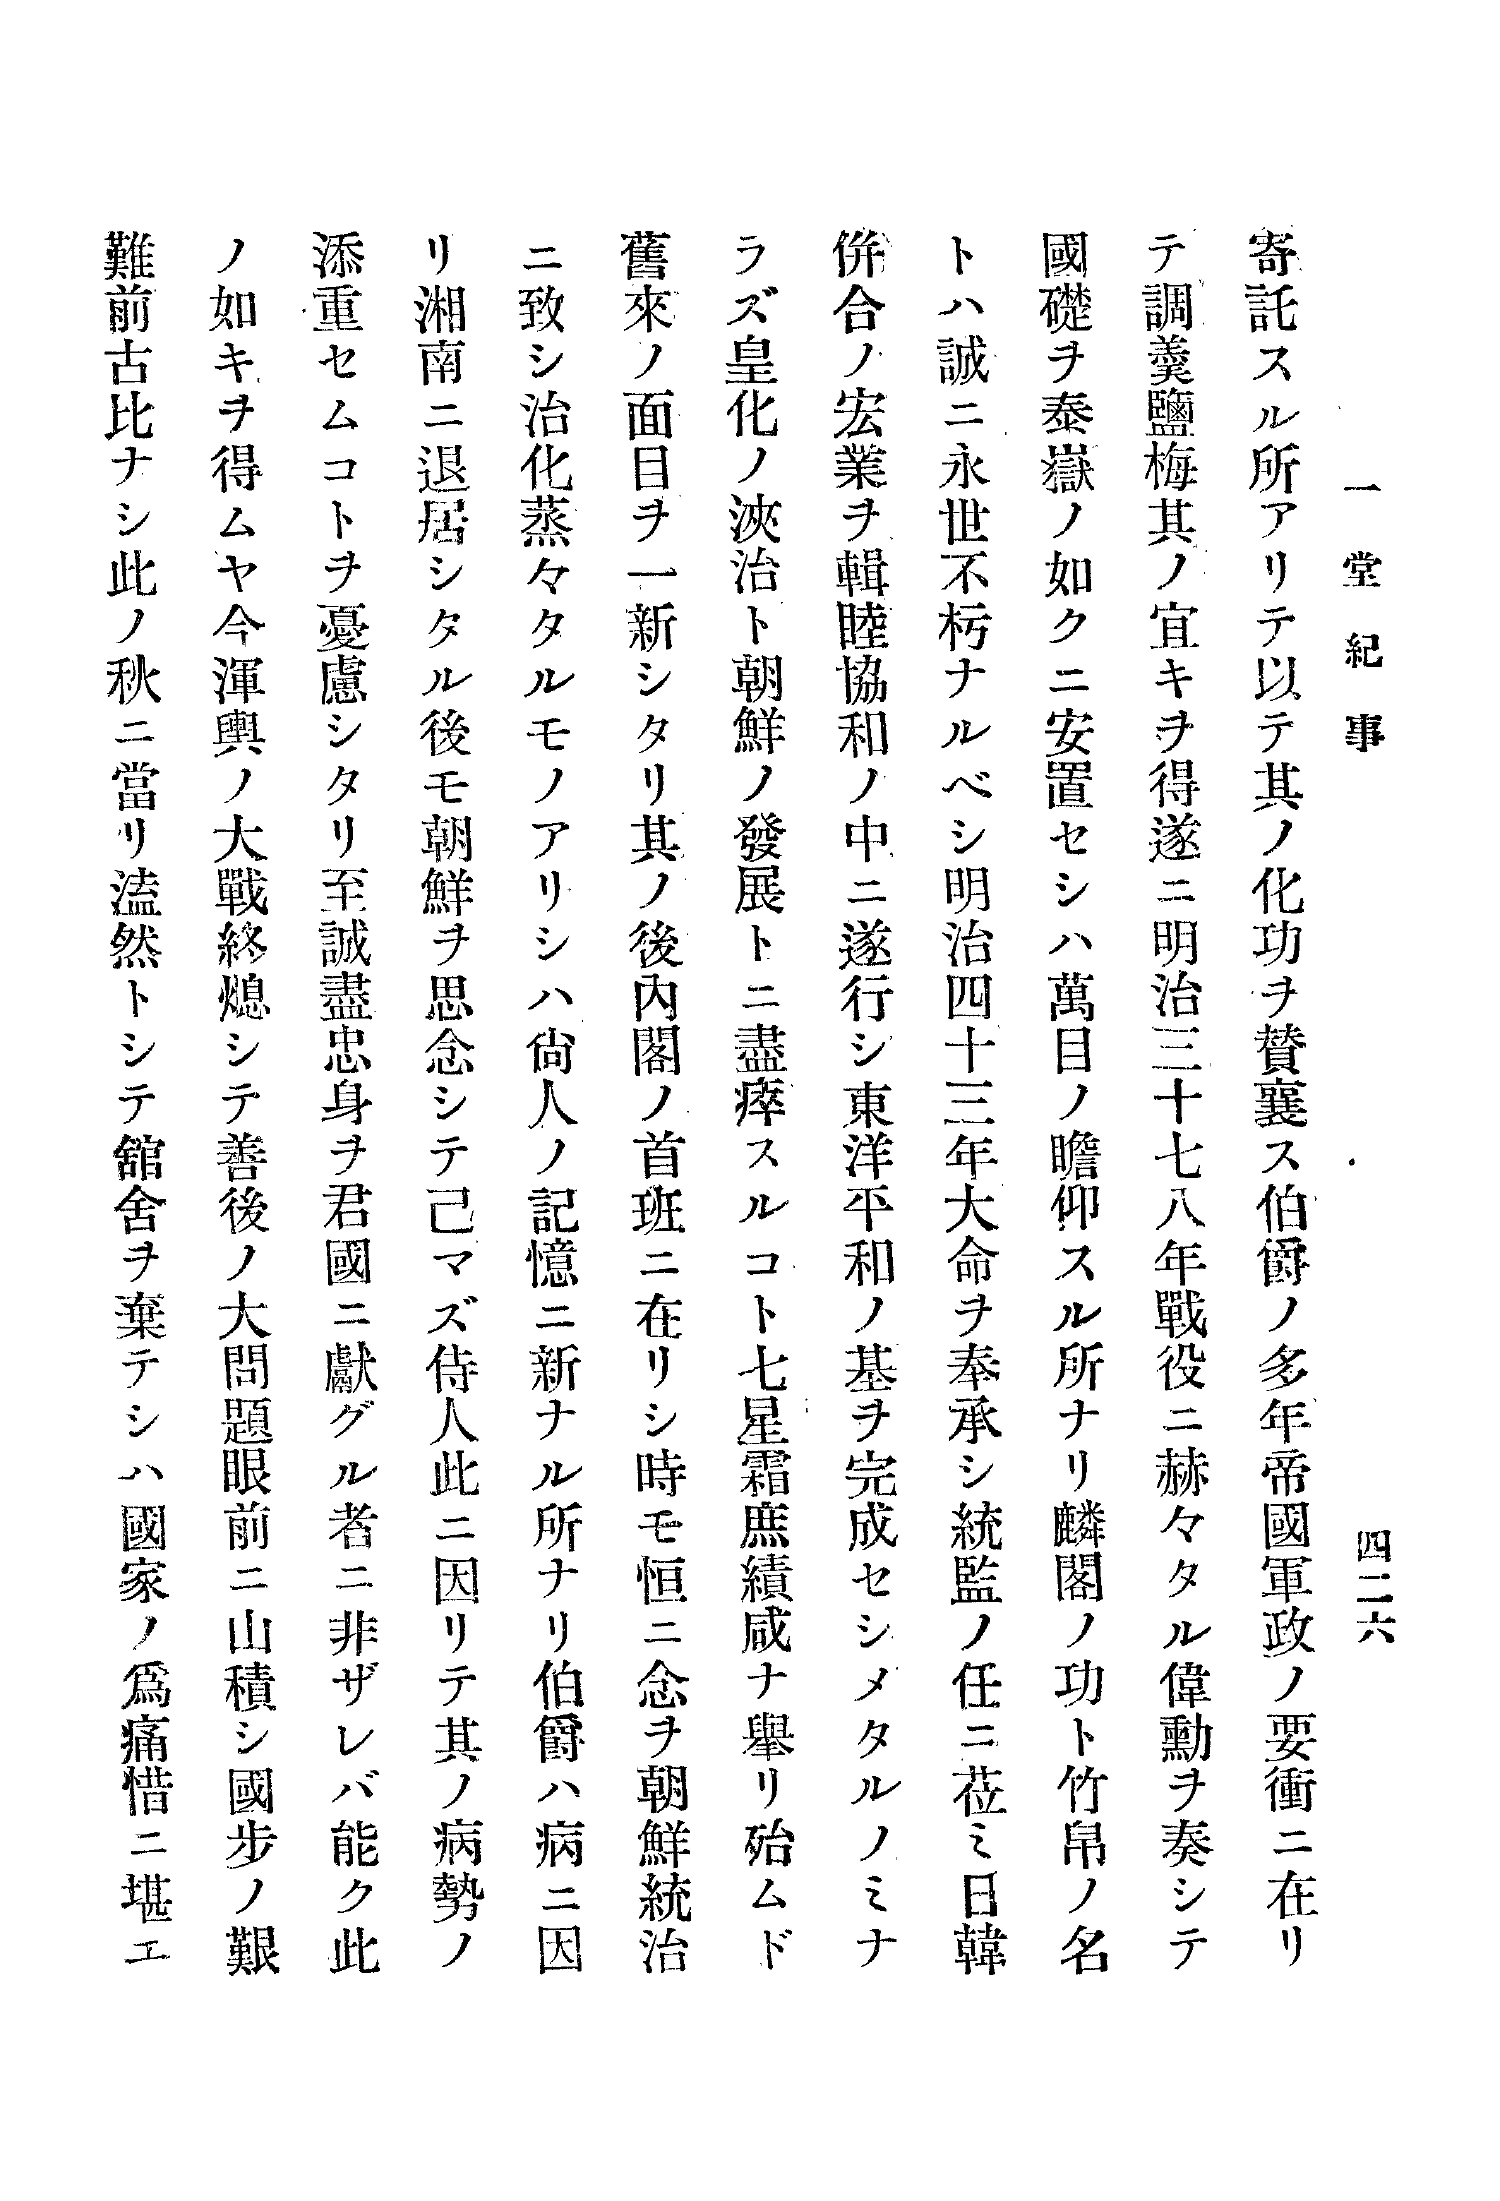 一堂紀事
四二六
寄託スル所アリテ以テ其ノ化功ヲ贊襄ス伯爵ノ多年帝國軍政ノ要衝ニ在リ
テ調羹鹽梅其ノ宜キヲ得遂ニ明治三十七八年戰役ニ赫々タル偉勳ヲ奏シテ
國礎ヲ泰嶽ノ如クニ安置セシハ萬目ノ瞻仰スル所ナリ麟閣ノ功ト竹帛ノ名
トハ誠ニ永世不朽ナルベシ明治四十三年大命ヲ奉承シ統監ノ任ニ莅ミ日韓
倂合ノ宏業ヲ輯睦協和ノ中ニ遂行シ東洋平和ノ基ヲ完成セシメタルノミナ
ラズ皇化ノ浹治ト朝鮮ノ發展トニ盡瘁スルコト七星霜庶績咸ナ舉リ殆ムド
舊來ノ面目ヲ一新シタリ其ノ後內閣ノ首班ニ在リシ時モ恒ニ念ヲ朝鮮統治
ニ致シ治化蒸々タルモノアリシハ尙人ノ記憶ニ新ナル所ナリ伯爵ハ病ニ因
リ湘南ニ退居シタル後モ朝鮮ヲ思念シテ己マズ侍人此ニ因リテ其ノ病勢ノ
添重セムコトヲ憂慮シタリ至誠盡忠身ヲ君國ニ獻グル者ニ非ザレバ能ク此
ノ如キヲ得ムヤ今渾輿ノ大戰終熄シテ善後ノ大問題眼前ニ山積シ國步ノ艱
難前古比ナシ此ノ秋ニ當リ溘然トシテ舘舍ヲ棄テシハ國家ノ爲痛惜ニ堪エ